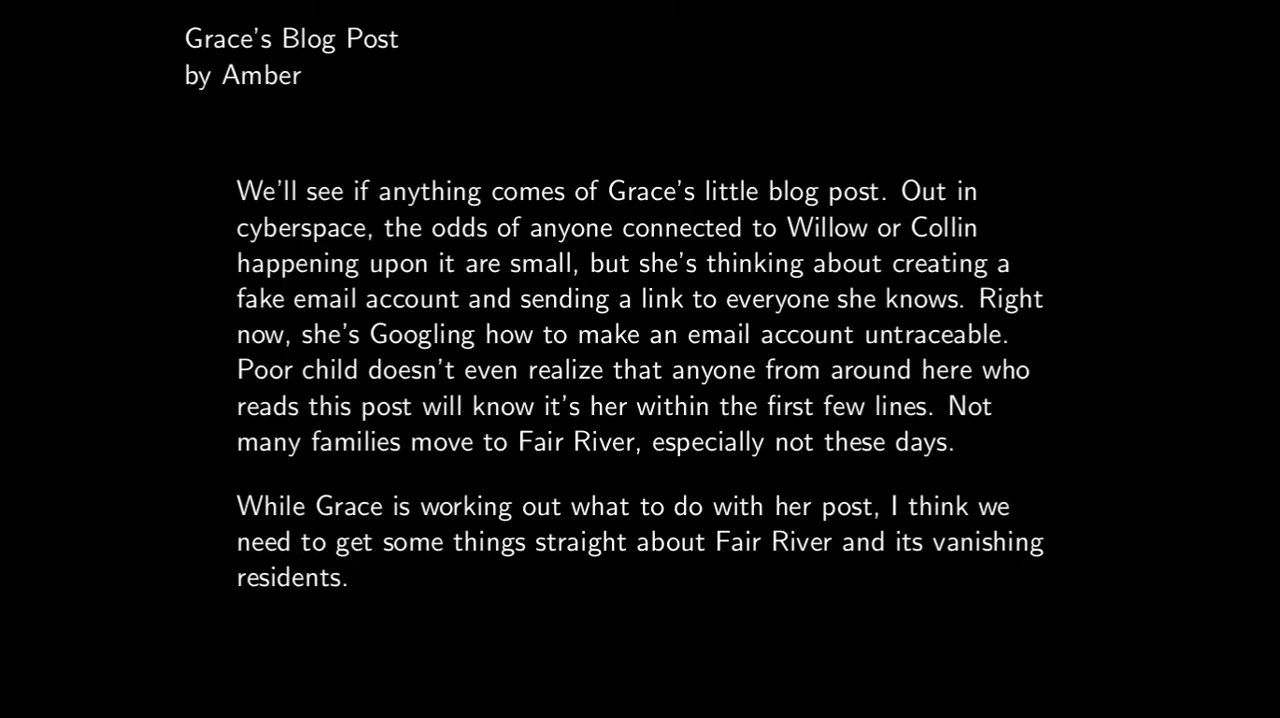 Grace's Blog Post
by Amber
We'll see if anything comes of Grace's little blog post. Out in
cyberspace, the odds of anyone connected to Willow or Collin
happening upon it are small, but she's thinking about creating a
fake email account and sending a link to everyone she knows. Right
now, she's Googling how to make an email account untraceable.
Poor child doesn't even realize that anyone from around here who
reads this post will know it's her within the first few lines. Not
many families move to Fair River, especially not these days.
While Grace is working out what to do with her post, I think we
need to get some things straight about Fair River and its vanishing
residents.